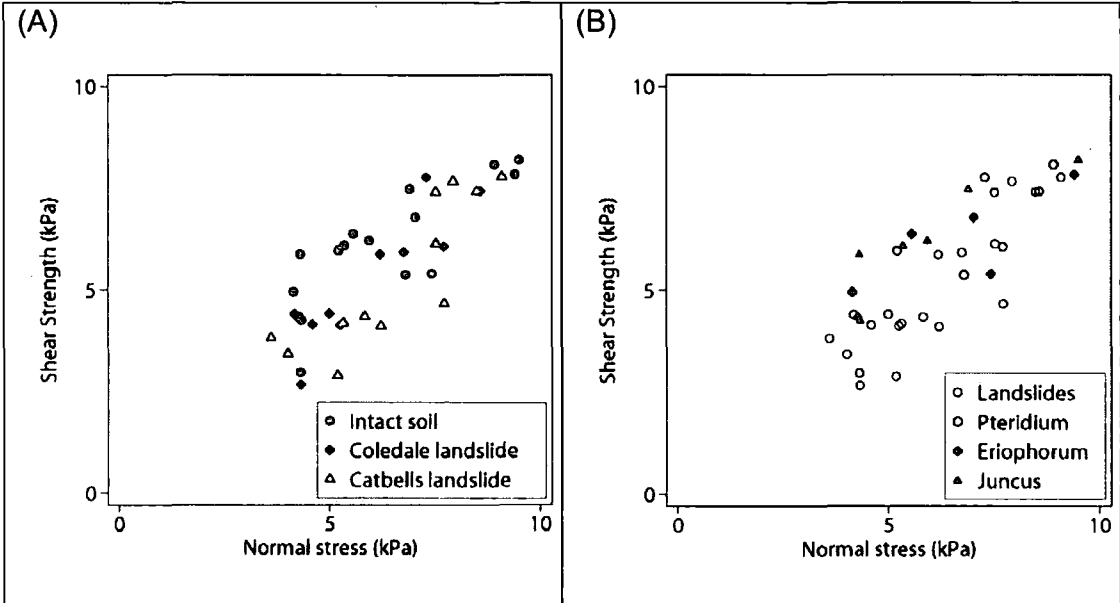 (A)
10
5
0
Shear Strength (kPa)
Intact soil
Coledale landslide
Catbells landslide
0
5
10
Normal stress (kPa)
(B)
10
5
0
Shear Strength (kPa)
Landslides
Pteridium
Eriophorum
Juncus
0
5
10
Normal stress (kPa)